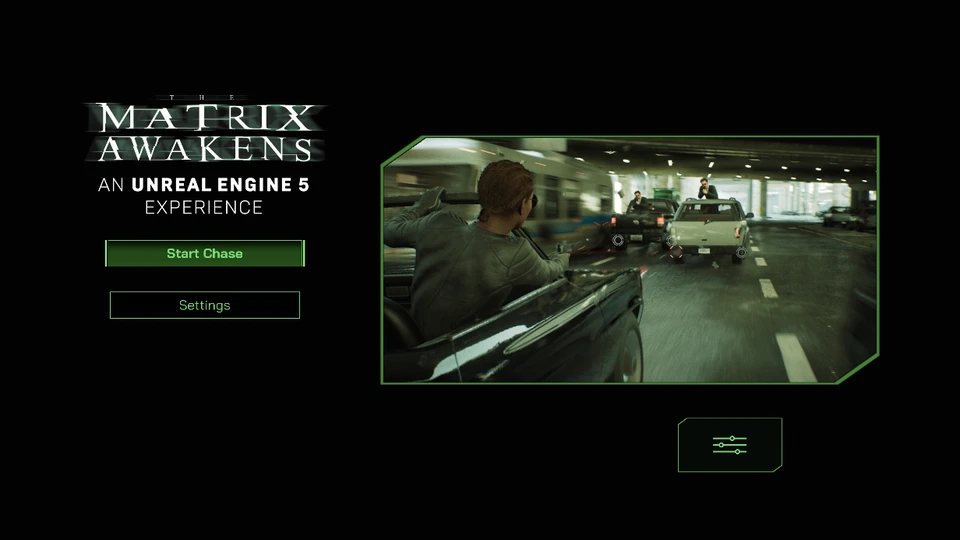 THE
MATRIX
AWAKENS
AN UNREAL ENGINE 5
EXPERIENCE
Start Chase
Settings